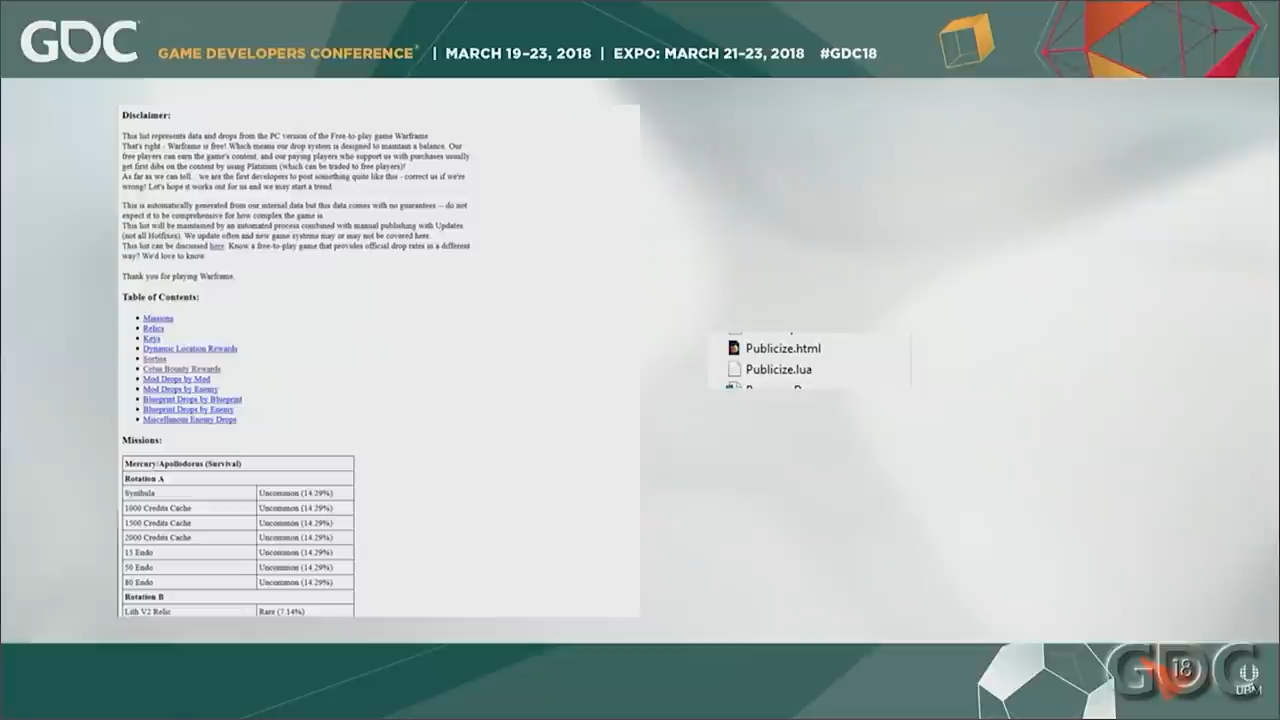 GDC
GAME DEVELOPERS CONFERENCE | MARCH 19–23, 2018 | EXPO: MARCH 21–23, 2018 #GDC18
Disclaimer:
This list represents data and drops from the PC version of the Free-to-play game Warframe
That's right - Warframe is free! Which means our drop system is designed to maintain a balance. Our
free players can earn the game's content, and our paying players who support us with purchases usually
get first dibs on the content by using Platinum (which can be traded to free players)!
As far as we can tell.. we are the first developers to post something quite like this - correct us if we're
wrong! Let's hope it works out for us and we may start a trend
This is automatically generated from our internal data but this data comes with no guarantees -- do not
expect it to be comprehensive for how complex the game is
This list will be maintained by an automated process combined with manual publishing with Updates
(not all Hotfixes). We update often and new game systems may or may not be covered here.
This list can be discussed here. Know a free-to-play game that provides official drop rates in a different
way? We'd love to know
Thank you for playing Warframe.
Table of Contents:
Missions
Relics
Keys
Dynamic Location Rewards
Sorties
Cetus Bounty Rewards
Mod Drops by Mod
Mod Drops by Enemy
Blueprint Drops by Blueprint
Blueprint Drops by Enemy
Miscellaneous Enemy Drops
Missions:
Mercury/Apollodorus (Survival)
Rotation A
Synthula Uncommon (14.29%)
1000 Credits Cache Uncommon (14.29%)
1500 Credits Cache Uncommon (14.29%)
2000 Credits Cache Uncommon (14.29%)
15 Endo Uncommon (14.29%)
50 Endo Uncommon (14.29%)
80 Endo Uncommon (14.29%)
Rotation B
Lith V2 Relic Rare (7.14%)
Publicize.html
Publicize.lua
GDC
18
UBM